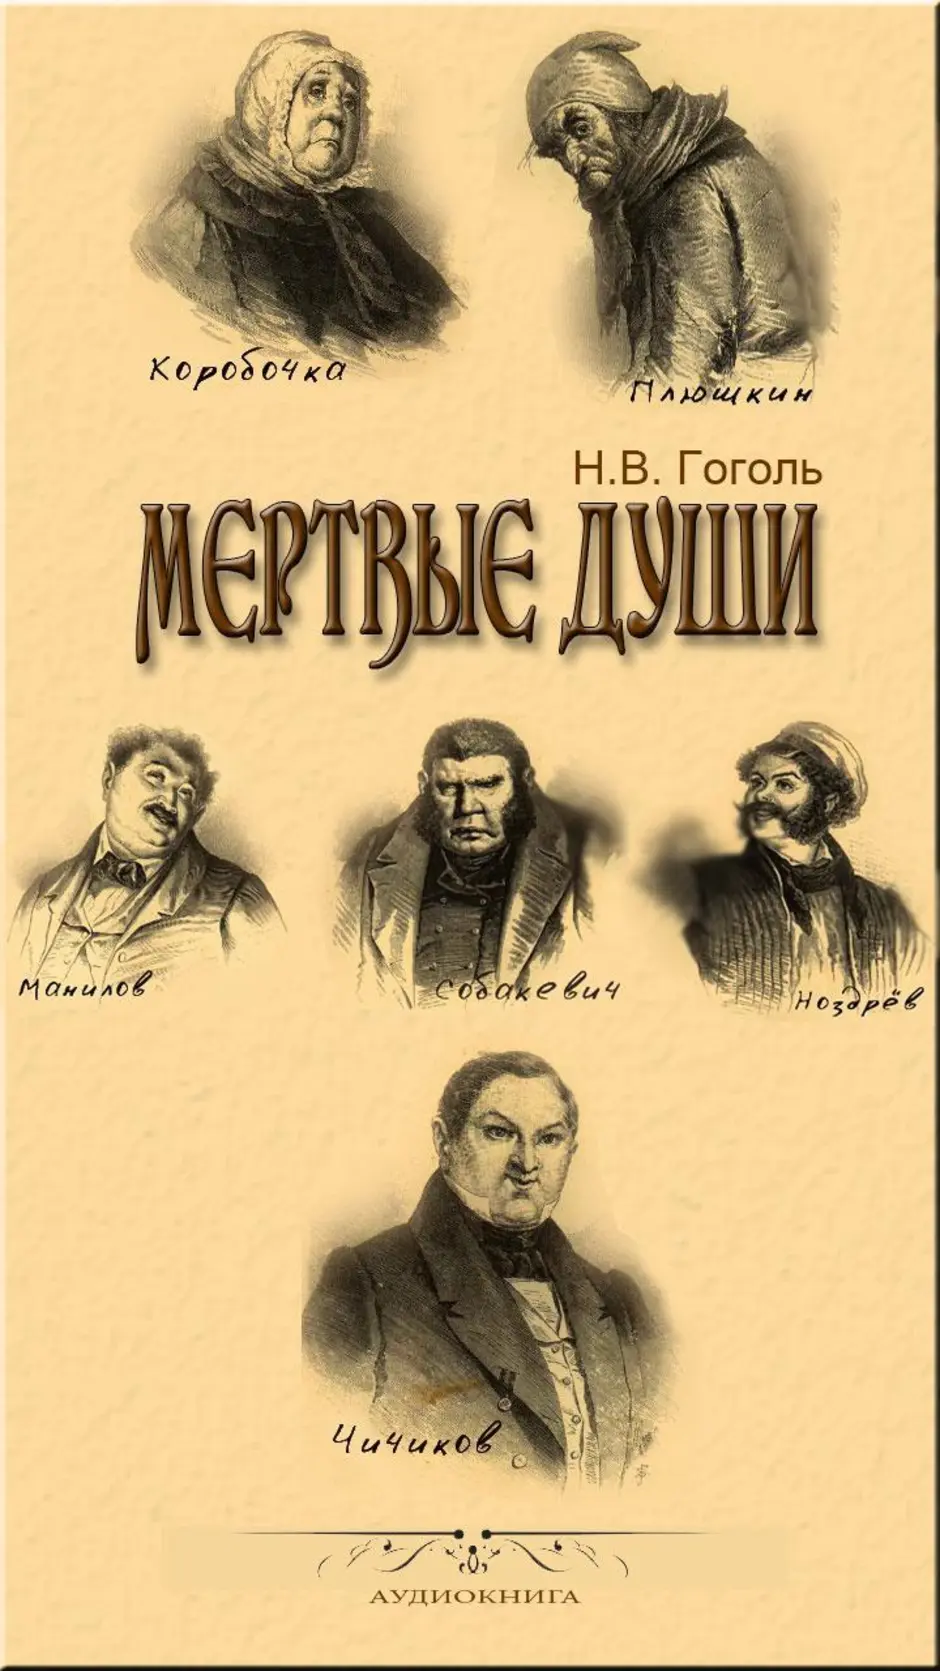 Коробочка
Плюшкин
Н.В. Гоголь
МЕРТВЫЕ ДУШИ
Манилов
Собакевич
Ноздрёв
Чичиков
АУДИОКНИГА